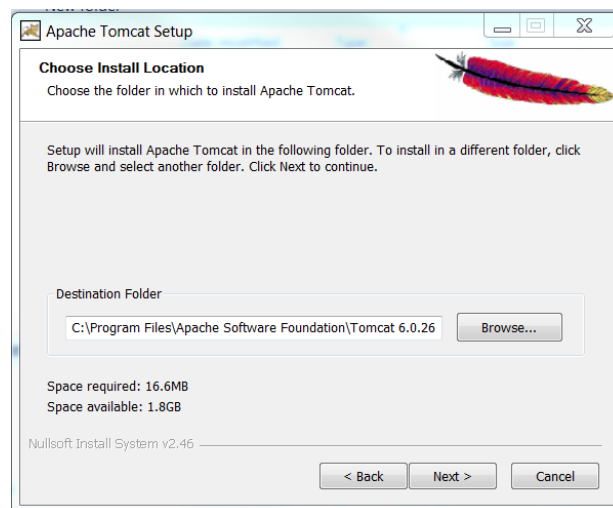 New folder
Apache Tomcat Setup
Choose Install Location
Choose the folder in which to install Apache Tomcat.
Setup will install Apache Tomcat in the following folder. To install in a different folder, click
Browse and select another folder. Click Next to continue.
Destination Folder
C:\Program Files\Apache Software Foundation\Tomcat 6.0.26
Browse...
Space required: 16.6MB
Space available: 1.8GB
Nullsoft Install System v2.46
< Back
Next >
Cancel